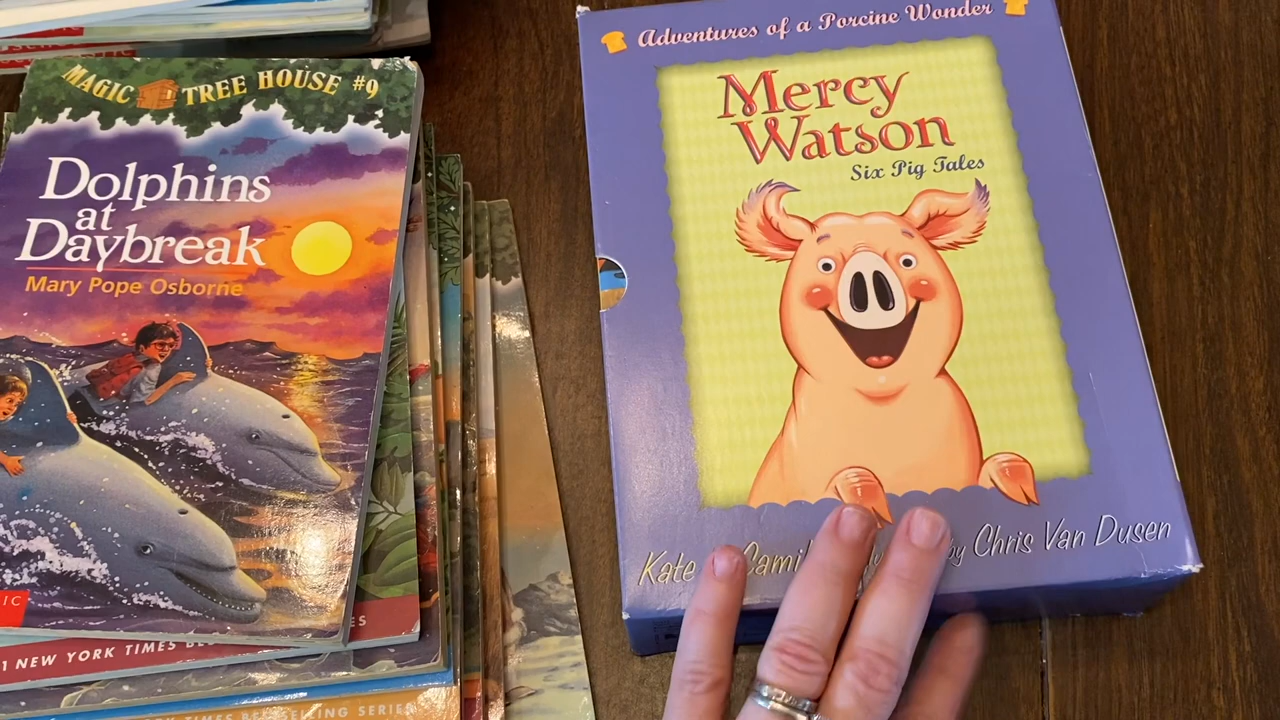 MAGIC TREE HOUSE #9
Dolphins
at
Daybreak
Mary Pope Osborne
1 NEW YORK TIMES
BESTSELLING SERIES
Adventures of a Porcine Wonder
Mercy
Watson
Six Pig Tales
Kate by Chris Van Dusen